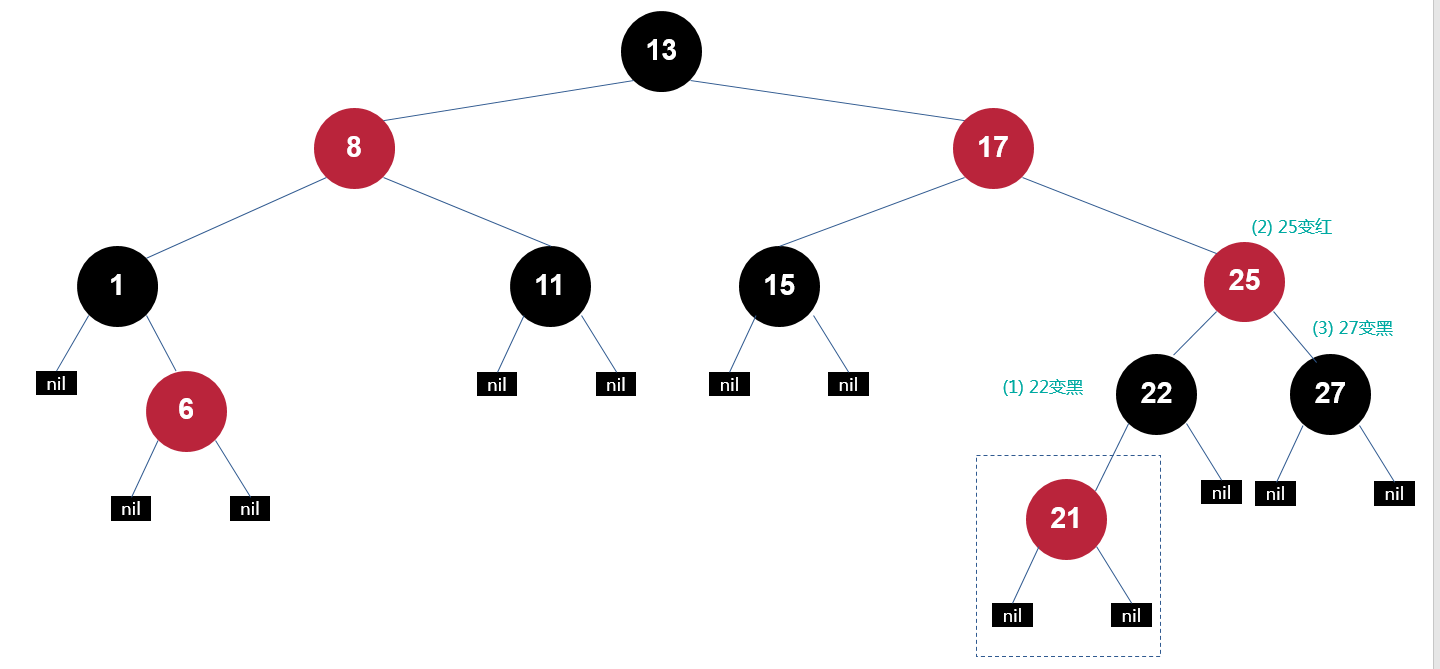 13
8
17
(2) 25变红
1
11
15
25
(3) 27变黑
nil
6
nil
nil
nil
nil
(1) 22变黑
22
27
nil
nil
nil
nil
nil
21
nil
nil